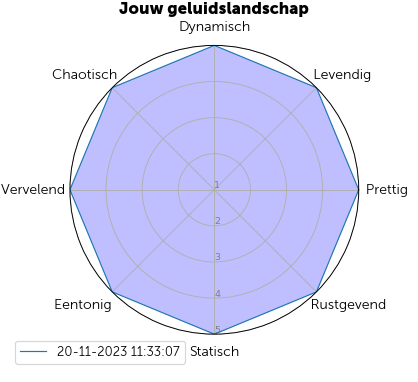 Jouw geluidslandschap
Dynamisch
Chaotisch
Levendig
Vervelend
1
Prettig
2
3
4
Eentonig
Rustgevend
5
20-11-2023 11:33:07
Statisch